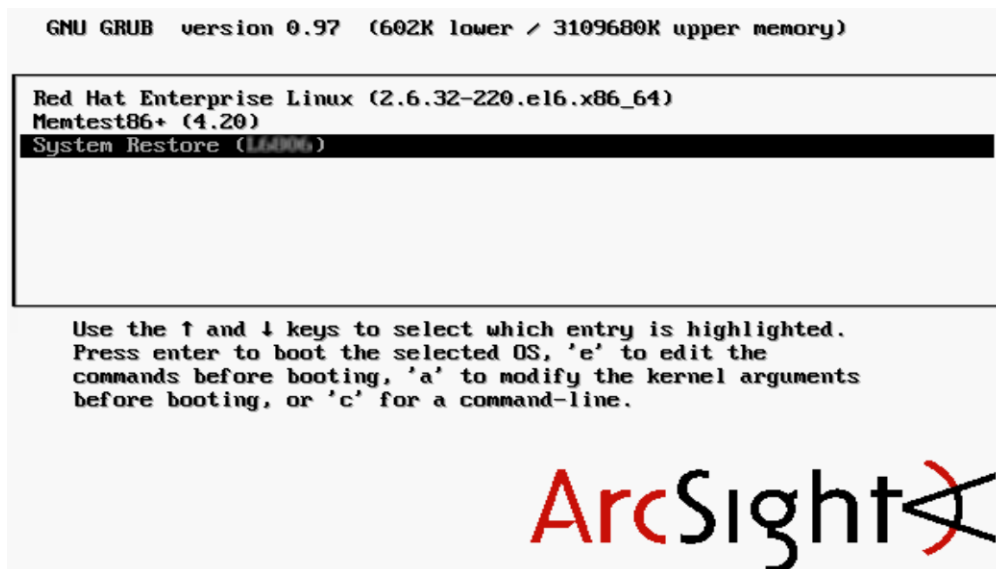 GNU GRUB version 0.97 (602K lower / 3109680K upper memory)
Red Hat Enterprise Linux (2.6.32-220.el6.x86_64)
Memtest86+ (4.20)
System Restore ( )
Use the ↑ and ↓ keys to select which entry is highlighted.
Press enter to boot the selected OS, 'e' to edit the
commands before booting, 'a' to modify the kernel arguments
before booting, or 'c' for a command-line.
ArcSight